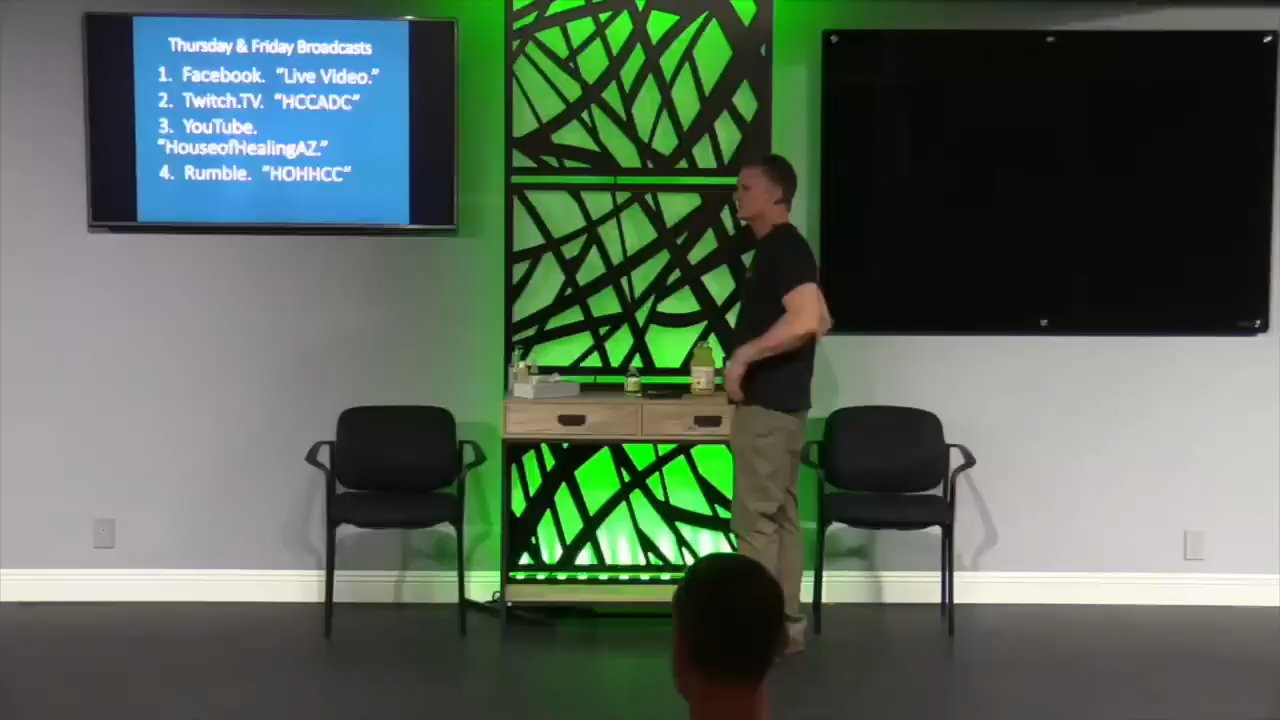 Thursday & Friday Broadcasts
1. Facebook. "Live Video."
2. Twitch.TV. "HCCADC"
3. YouTube.
"HouseofHealingAZ."
4. Rumble. "HOHHCC"